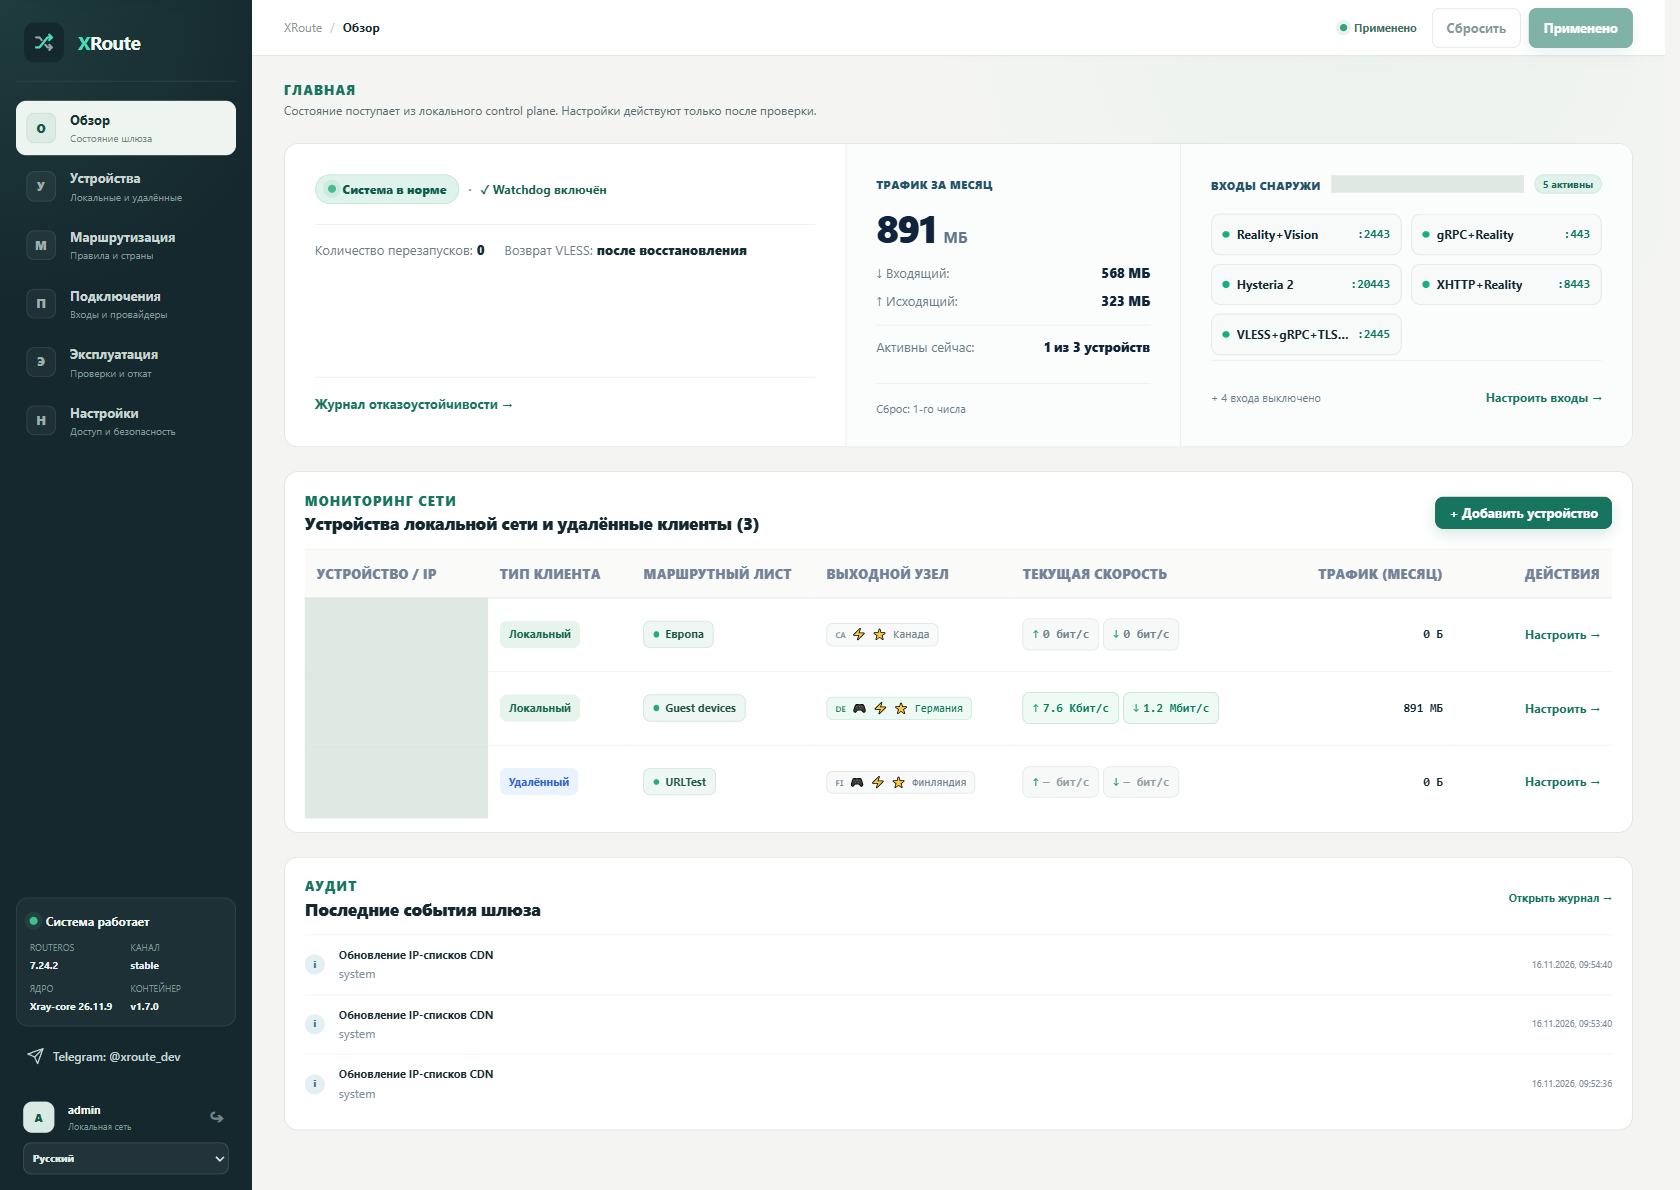 XRoute
О
Обзор
Состояние шлюза
У
Устройства
Локальные и удалённые
М
Маршрутизация
Правила и страны
П
Подключения
Входы и провайдеры
Э
Эксплуатация
Проверки и откат
Н
Настройки
Доступ и безопасность
Система работает
ROUTEROS КАНАЛ
7.24.2 stable
ЯДРО КОНТЕЙНЕР
Xray-core 26.11.9 v1.7.0
Telegram: @xroute_dev
A
admin
Локальная сеть
Русский
XRoute / Обзор
Применено
Сбросить
Применено
ГЛАВНАЯ
Состояние поступает из локального control plane. Настройки действуют только после проверки.
Система в норме · ✓ Watchdog включён
Количество перезапусков: 0 Возврат VLESS: после восстановления
Журнал отказоустойчивости →
ТРАФИК ЗА МЕСЯЦ
891 МБ
↓ Входящий: 568 МБ
↑ Исходящий: 323 МБ
Активны сейчас: 1 из 3 устройств
Сброс: 1-го числа
ВХОДЫ СНАРУЖИ 5 активны
Reality+Vision :2443
gRPC+Reality :443
Hysteria 2 :20443
XHTTP+Reality :8443
VLESS+gRPC+TLS... :2445
+ 4 входа выключено Настроить входы →
МОНИТОРИНГ СЕТИ
Устройства локальной сети и удалённые клиенты (3)
+ Добавить устройство
УСТРОЙСТВО / IP ТИП КЛИЕНТА МАРШРУТНЫЙ ЛИСТ ВЫХОДНОЙ УЗЕЛ ТЕКУЩАЯ СКОРОСТЬ ТРАФИК (МЕСЯЦ) ДЕЙСТВИЯ
Локальный Европа CA ⚡ ⭐ Канада ↑ 0 бит/с ↓ 0 бит/с 0 Б Настроить →
Локальный Guest devices DE 🎮 ⚡ ⭐ Германия ↑ 7.6 Кбит/с ↓ 1.2 Мбит/с 891 МБ Настроить →
Удалённый URLTest FI 🎮 ⚡ ⭐ Финляндия ↑ — бит/с ↓ — бит/с 0 Б Настроить →
АУДИТ
Последние события шлюза
Открыть журнал →
i
Обновление IP-списков CDN
system
16.11.2026, 09:54:40
i
Обновление IP-списков CDN
system
16.11.2026, 09:53:40
i
Обновление IP-списков CDN
system
16.11.2026, 09:52:36